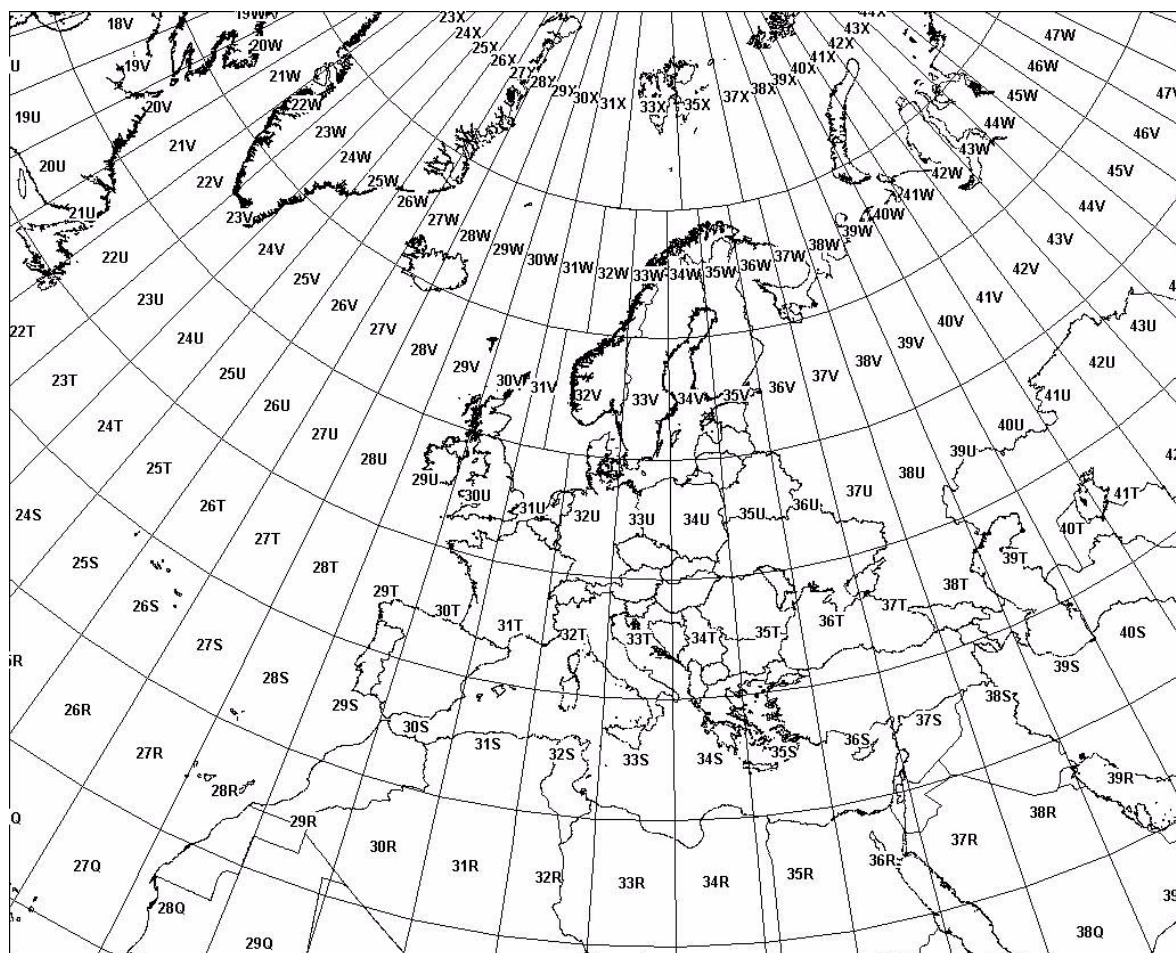 18V 19W 20W 23X 24X 25X 26X 27X 28X 29X 30X 31X 33X 35X 37X 38X 39X 40X 41X 42X 43X 44X 47W
U 19V 20V 21W 22W 46W 47V
19U 21V 23W 45W 46V
20U 22V 24W 25W 26W 44W 45V
21U 23V 27W 28W 29W 30W 31W 32W 33W 34W 35W 36W 37W 38W 39W 40W 41W 42W 43W 44V
22U 24V 25V 26V 27V 43V
22T 23U 24U 28V 29V 42V 43U
23T 25U 26U 30V 31V 32V 33V 34V 35V 36V 37V 38V 39V 40V 41V 42U
24T 27U 28U 40U 41U
25T 26T 29U 30U 31U 32U 33U 34U 35U 36U 37U 38U 39U 42
24S 27T 28T 40T 41T
25S 26S 29T 30T 31T 32T 33T 34T 35T 36T 37T 38T 39T
5R 27S 28S 40S
26R 27R 29S 30S 31S 32S 33S 34S 35S 36S 37S 38S 39S
Q 28R 29R 39R
27Q 30R 31R 32R 33R 34R 35R 36R 37R 38R 39
28Q 29Q 38Q